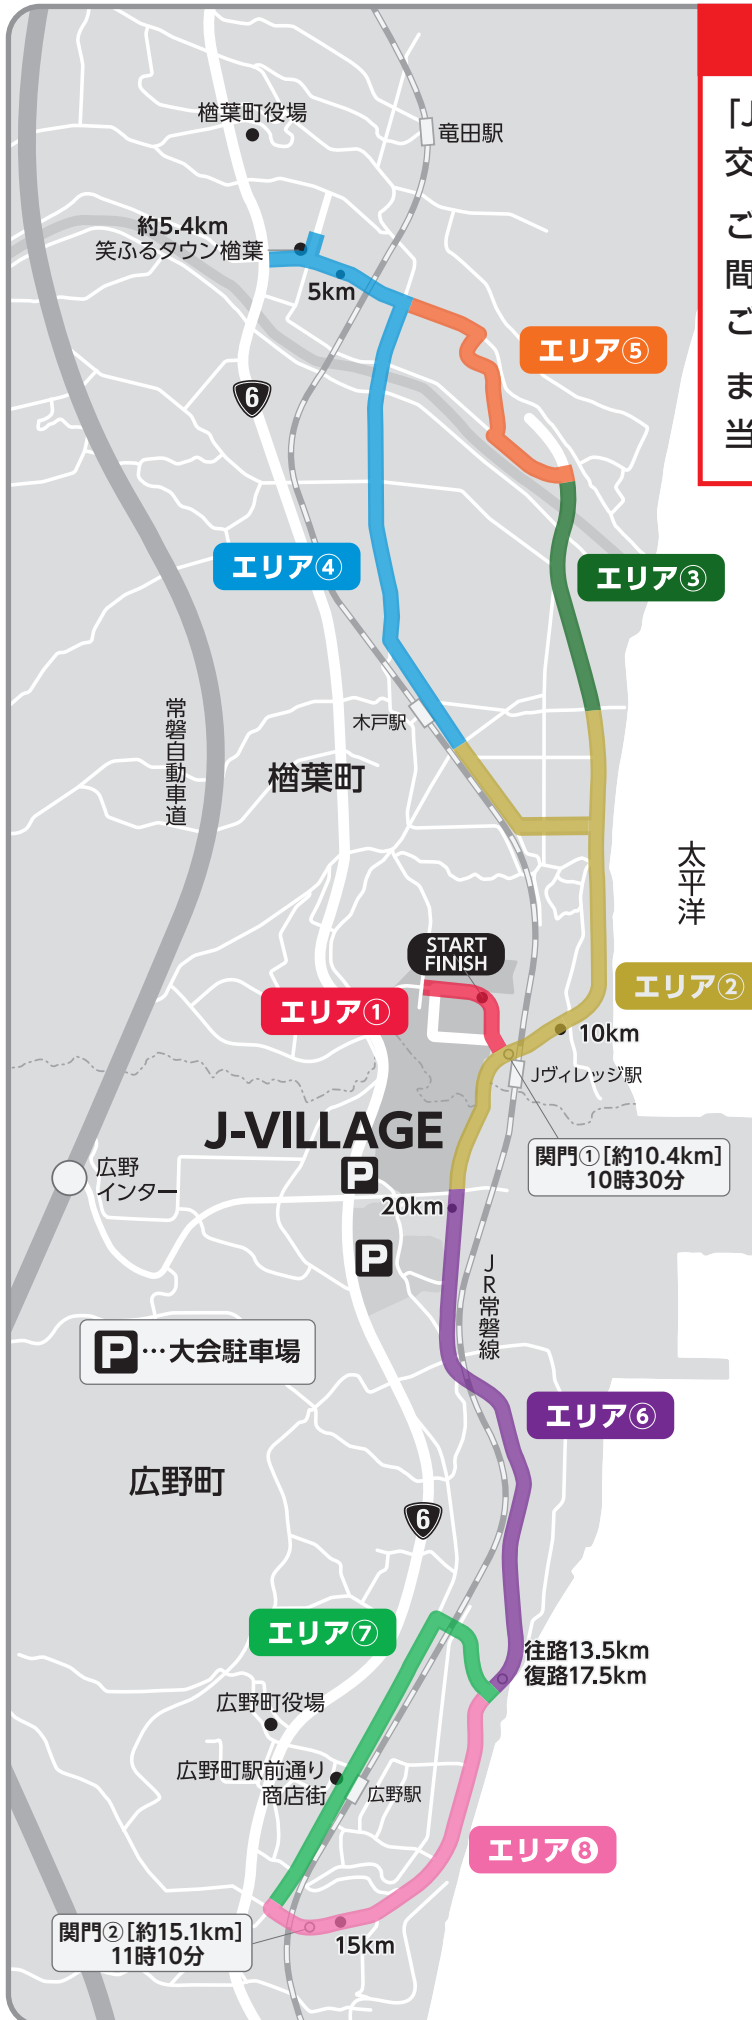 「J
交
ご
間
ご
ま
当
楢葉町役場
竜田駅
約5.4km
笑ふるタウン楢葉
5km
エリア⑤
6
エリア④
エリア③
常磐自動車道
木戸駅
楢葉町
太平洋
START
FINISH
エリア①
エリア②
10km
Jヴィレッジ駅
J-VILLAGE
関門①[約10.4km]
10時30分
広野
インター
P
20km
P
JR常磐線
P…大会駐車場
エリア⑥
広野町
6
エリア⑦
往路13.5km
復路17.5km
広野町役場
広野町駅前通り
商店街
広野駅
エリア❽
関門②[約15.1km]
11時10分
15km